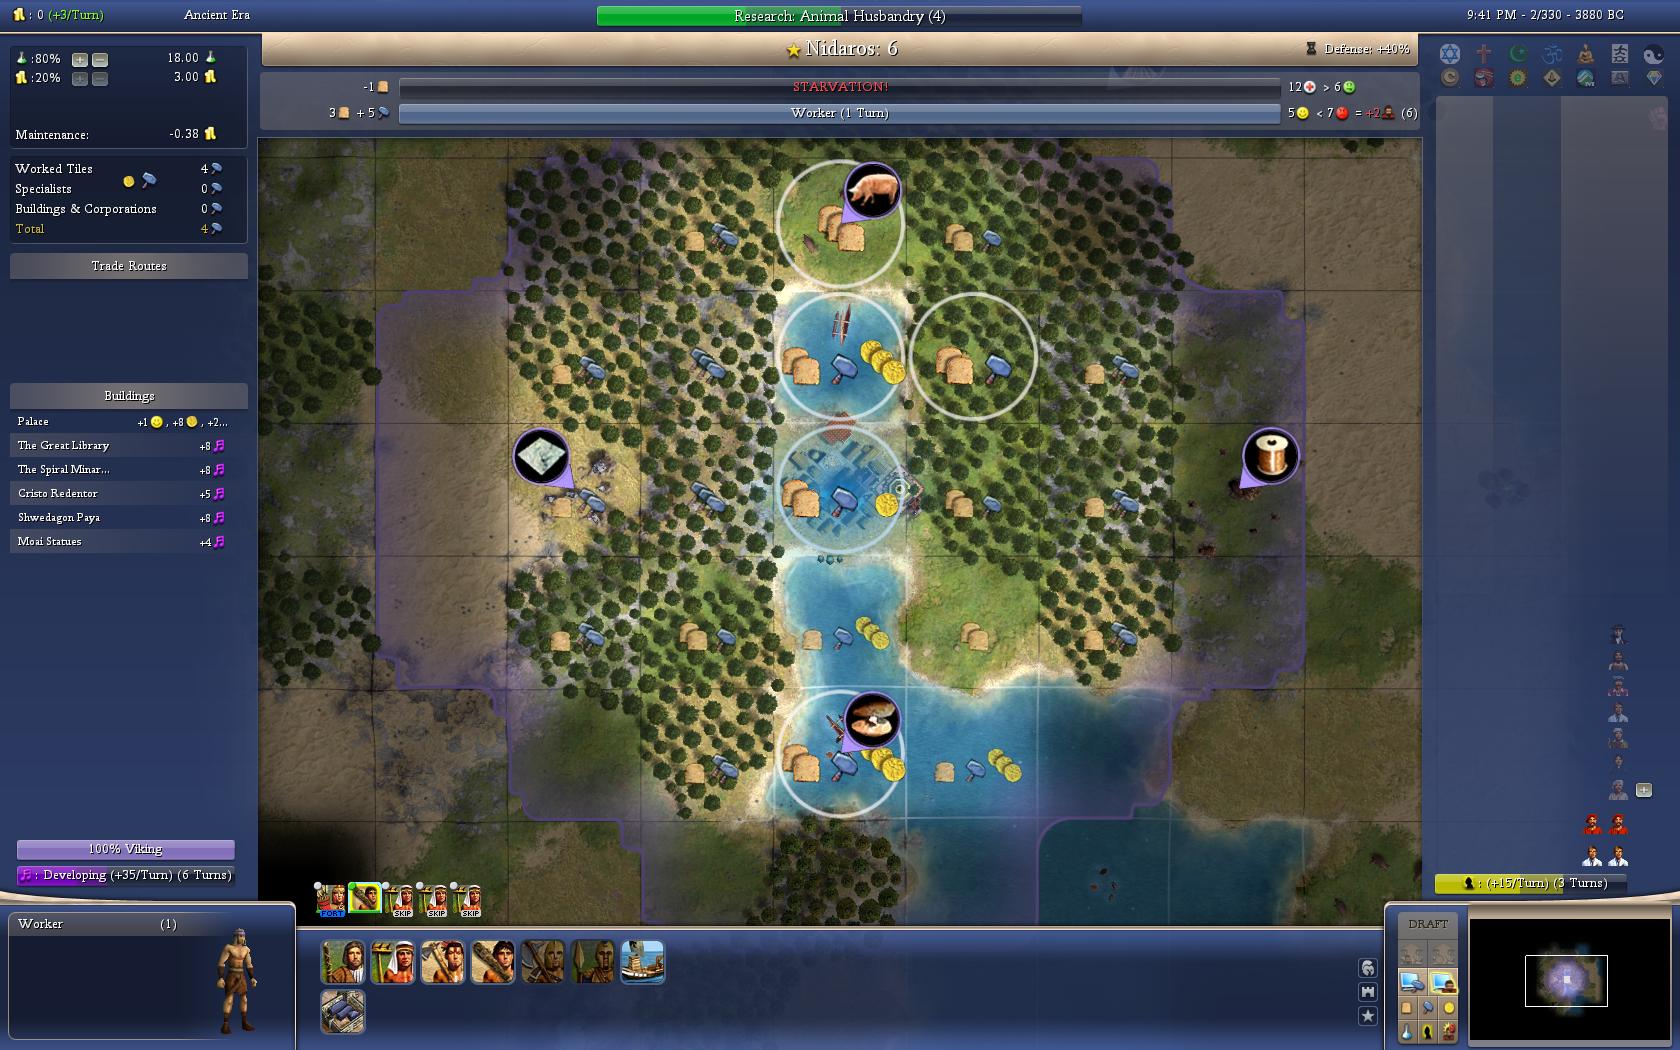 : 0 (+3/Turn) Ancient Era Research: Animal Husbandry (4) 9:41 PM - 2/330 - 3880 BC
:80% + − 18.00
:20% + − 3.00
Maintenance: -0.38
Nidaros: 6 Defense: +40%
-1 STARVATION! 12 > 6
3 + 5 Worker (1 Turn) 5 < 7 = +2 (6)
Worked Tiles 4
Specialists 0
Buildings & Corporations 0
Total 4
Trade Routes
Buildings
Palace +1 , +8 , +2...
The Great Library +8
The Spiral Minar... +8
Cristo Redentor +5
Shwedagon Paya +8
Moai Statues +4
100% Viking
: Developing (+35/Turn) (6 Turns)
FORT SKIP SKIP SKIP
: (+15/Turn) (3 Turns)
Worker (1)
DRAFT